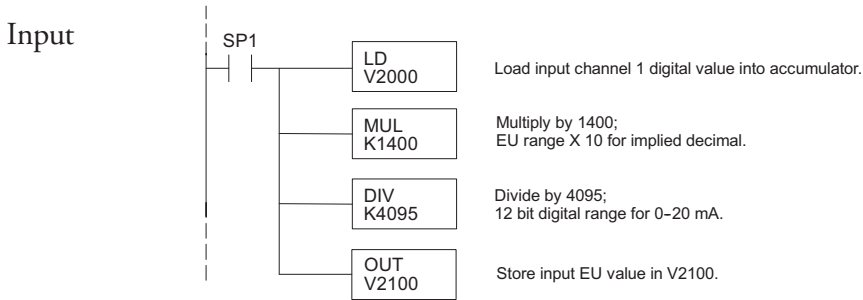 Input
SP1
LD
V2000
Load input channel 1 digital value into accumulator.
MUL
K1400
Multiply by 1400;
EU range X 10 for implied decimal.
DIV
K4095
Divide by 4095;
12 bit digital range for 0-20 mA.
OUT
V2100
Store input EU value in V2100.